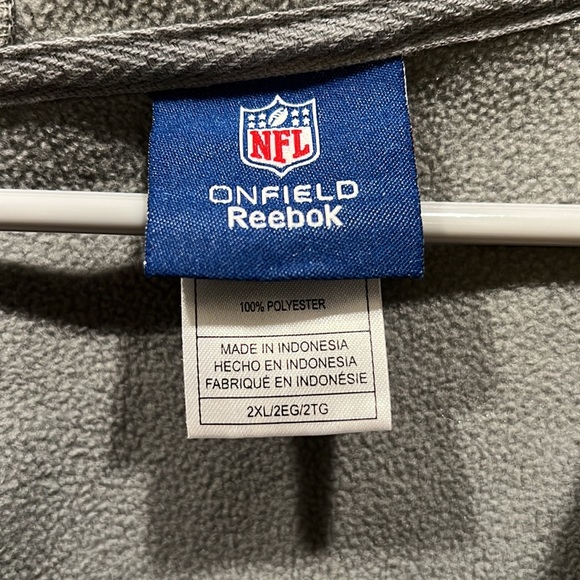 NFL
ONFIELD
Reebok
100% POLYESTER
MADE IN INDONESIA
HECHO EN INDONESIA
FABRIQUÉ EN INDONÉSIE
2XL/2EG/2TG